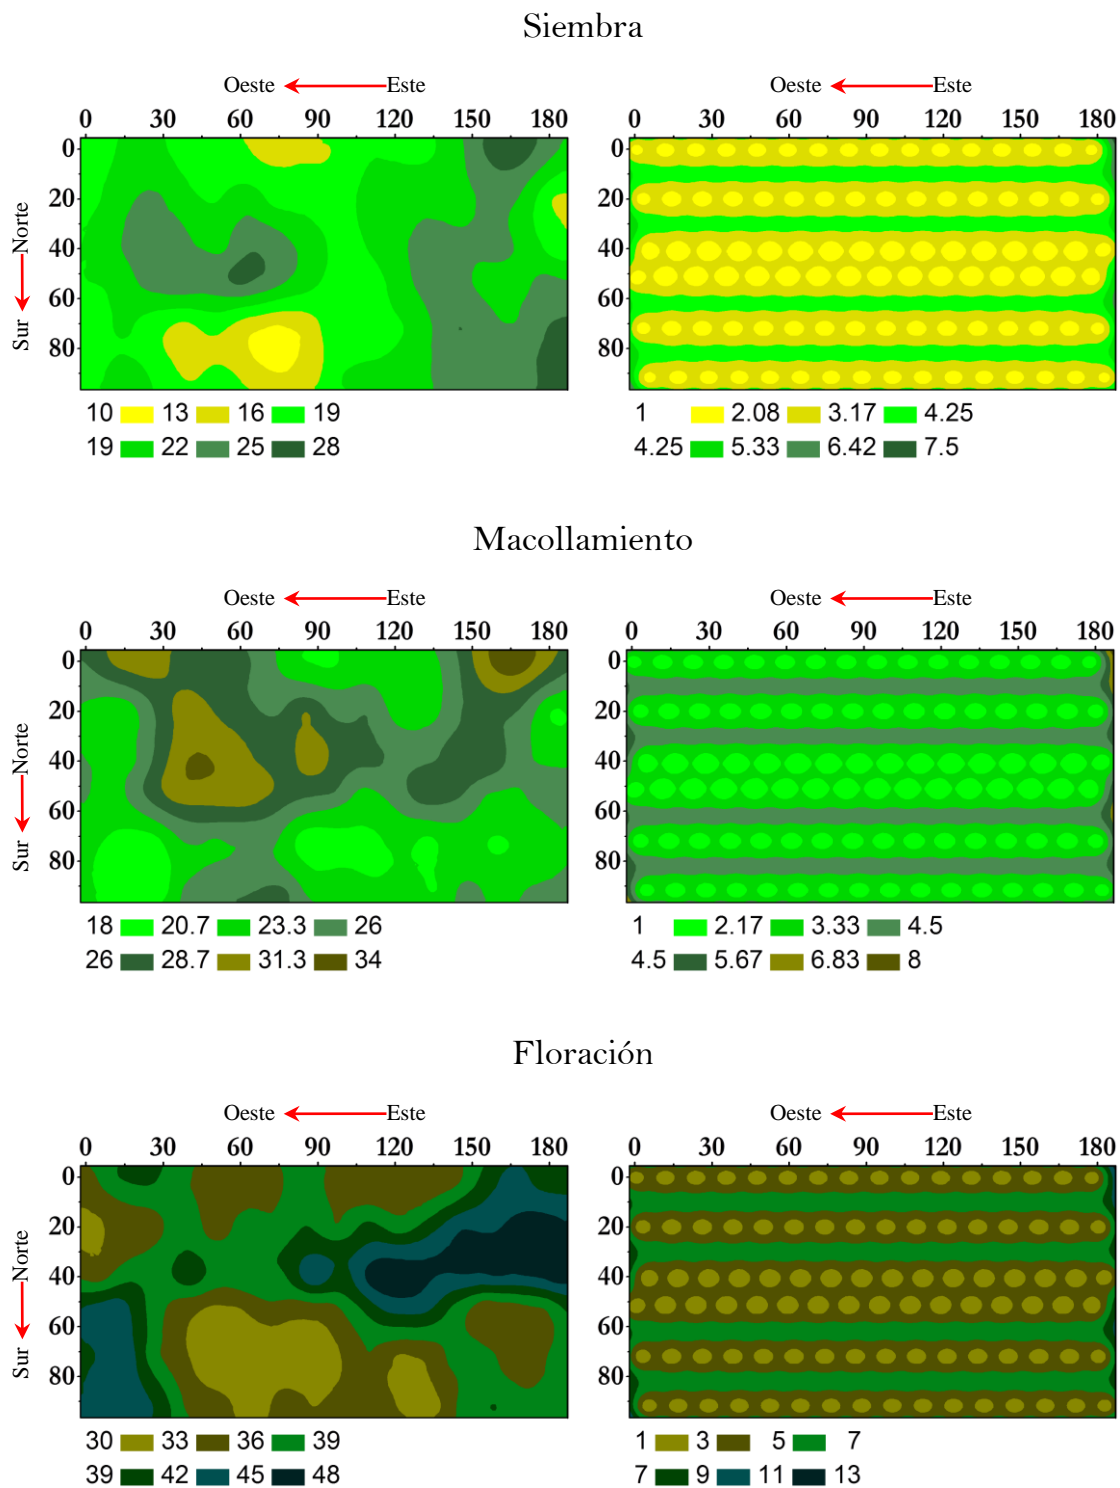 Siembra
Oeste Este Oeste Este
0 30 60 90 120 150 180 0 30 60 90 120 150 180
0 0
20 20
Norte
40 40
60 60
Sur
80 80
10 13 16 19 1 2.08 3.17 4.25
19 22 25 28 4.25 5.33 6.42 7.5
Macollamiento
Oeste Este Oeste Este
0 30 60 90 120 150 180 0 30 60 90 120 150 180
0 0
20 20
Norte
40 40
60 60
Sur
80 80
18 20.7 23.3 26 1 2.17 3.33 4.5
26 28.7 31.3 34 4.5 5.67 6.83 8
Floración
Oeste Este Oeste Este
0 30 60 90 120 150 180 0 30 60 90 120 150 180
0 0
20 20
Norte
40 40
60 60
Sur
80 80
30 33 36 39 1 3 5 7
39 42 45 48 7 9 11 13